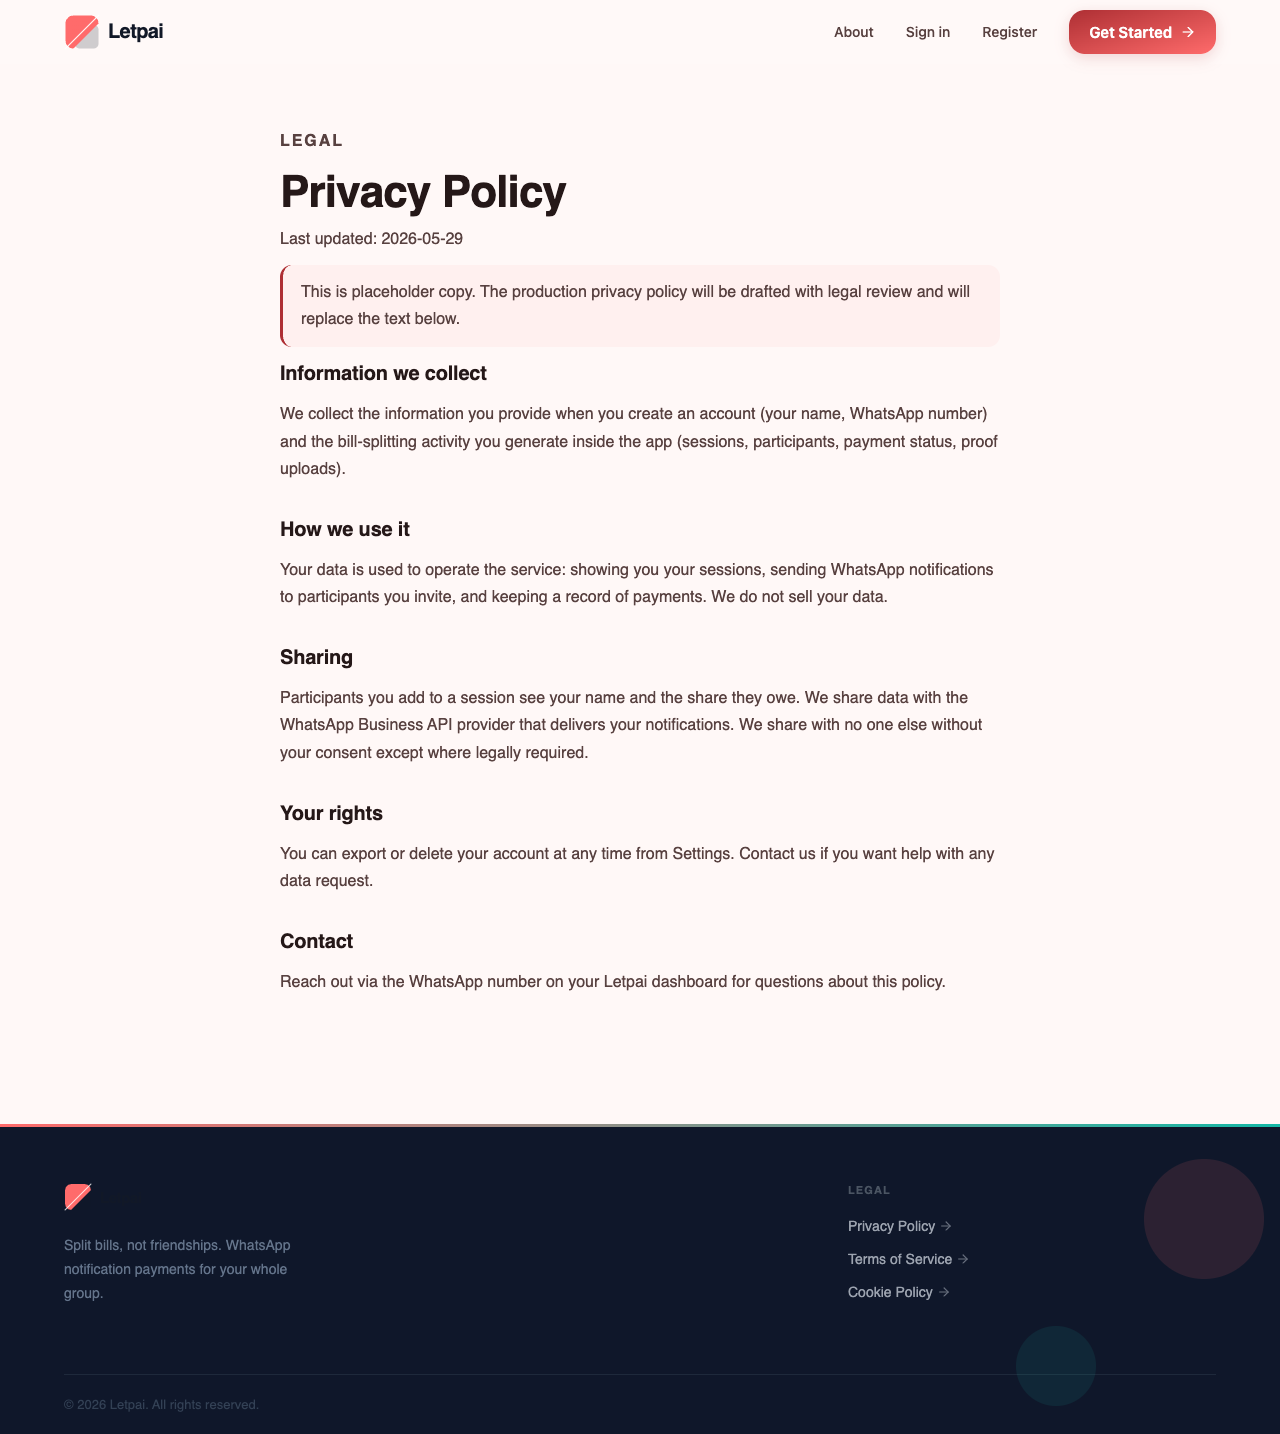 Letpai
About
Sign in
Register
Get Started
LEGAL
Privacy Policy
Last updated: 2026-05-29
This is placeholder copy. The production privacy policy will be drafted with legal review and will
replace the text below.
Information we collect
We collect the information you provide when you create an account (your name, WhatsApp number)
and the bill-splitting activity you generate inside the app (sessions, participants, payment status, proof
uploads).
How we use it
Your data is used to operate the service: showing you your sessions, sending WhatsApp notifications
to participants you invite, and keeping a record of payments. We do not sell your data.
Sharing
Participants you add to a session see your name and the share they owe. We share data with the
WhatsApp Business API provider that delivers your notifications. We share with no one else without
your consent except where legally required.
Your rights
You can export or delete your account at any time from Settings. Contact us if you want help with any
data request.
Contact
Reach out via the WhatsApp number on your Letpai dashboard for questions about this policy.
Split bills, not friendships. WhatsApp
notification payments for your whole
group.
LEGAL
Privacy Policy
Terms of Service
Cookie Policy
© 2026 Letpai. All rights reserved.